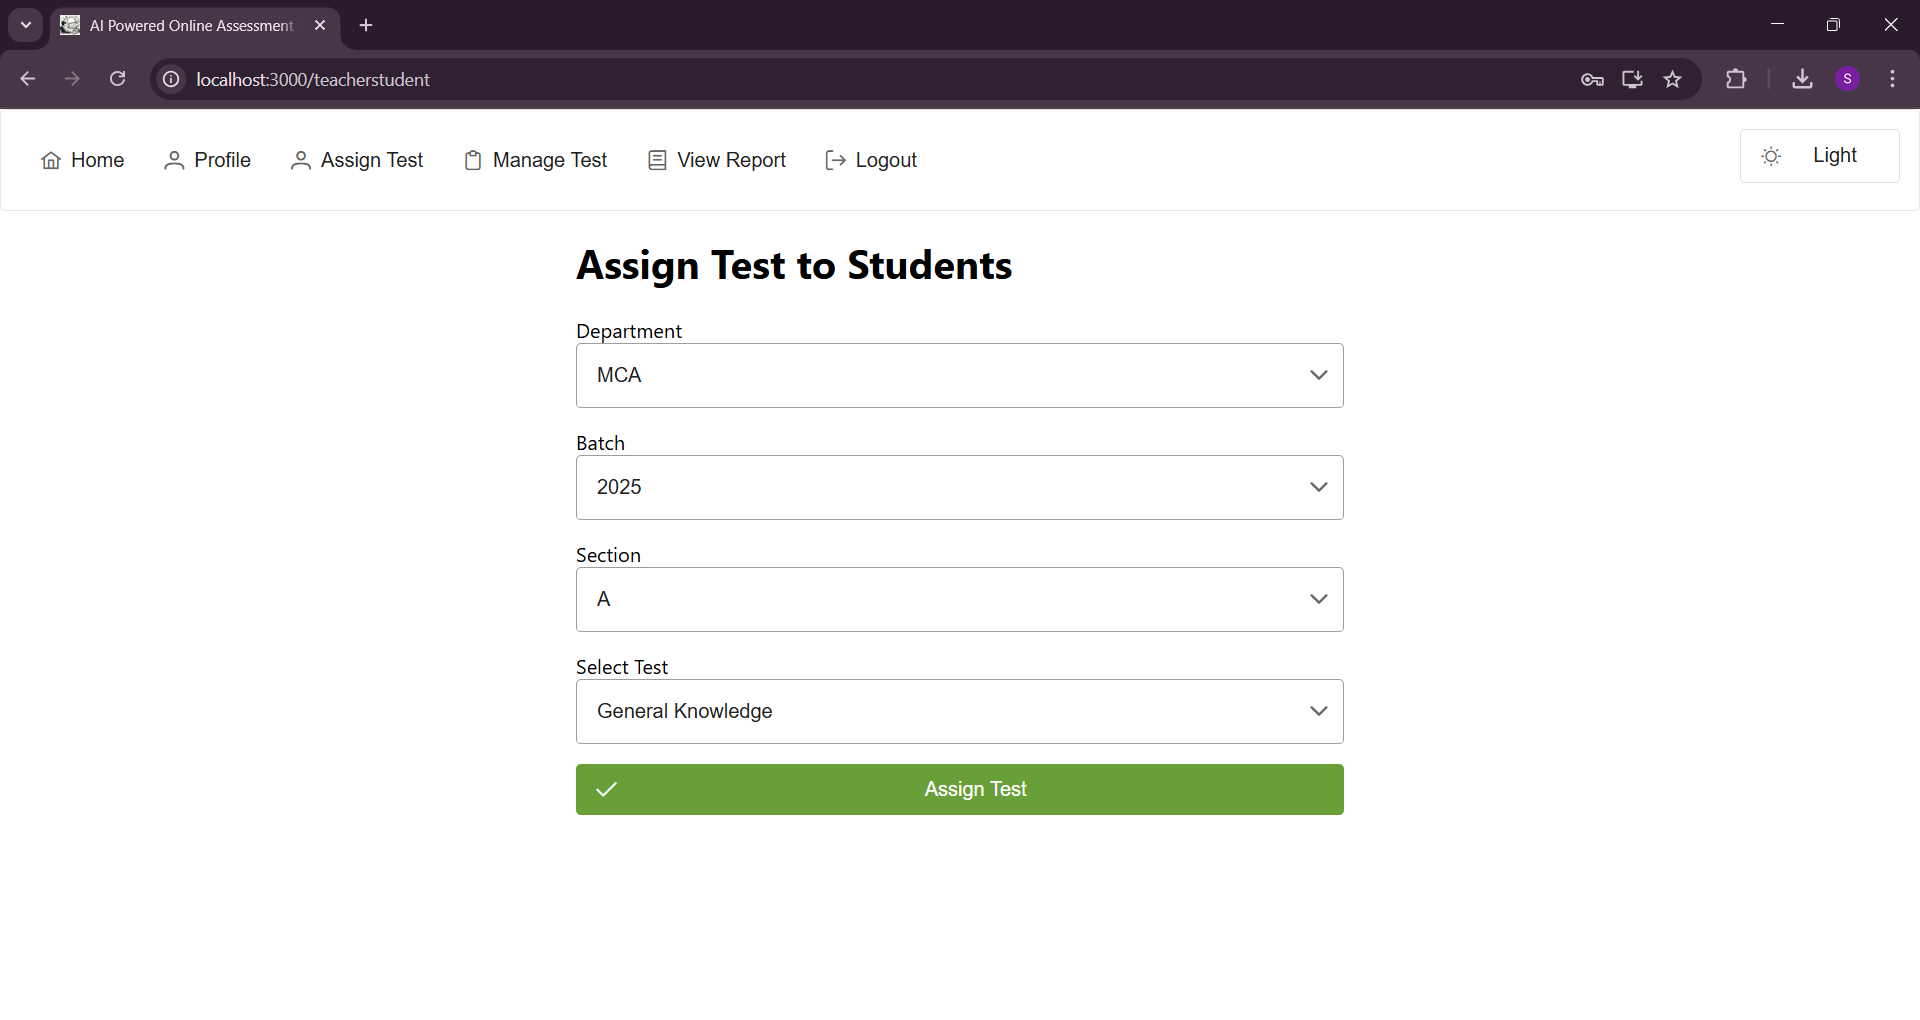 AI Powered Online Assessment
localhost:3000/teacherstudent
S
Home Profile Assign Test Manage Test View Report Logout Light
Assign Test to Students
Department
MCA
Batch
2025
Section
A
Select Test
General Knowledge
Assign Test